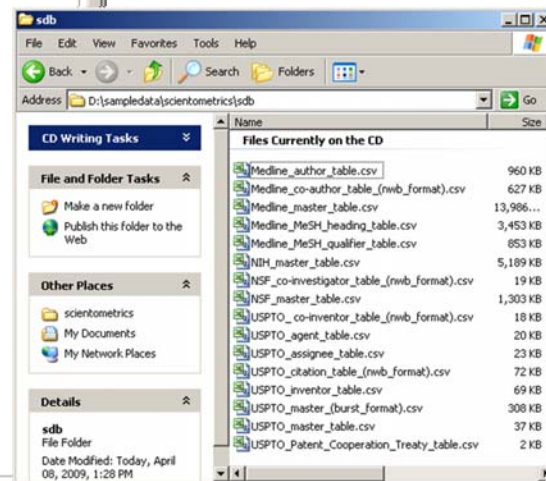 sdb
File Edit View Favorites Tools Help
Back Search Folders
Address D:\sampledata\scientometrics\sdb Go
CD Writing Tasks
File and Folder Tasks
Make a new folder
Publish this folder to the
Web
Other Places
scientometrics
My Documents
My Network Places
Details
sdb
File Folder
Date Modified: Today, April
08, 2009, 1:28 PM
Name Size
Files Currently on the CD
Medline_author_table.csv 960 KB
Medline_co-author_table_(nwb_format).csv 627 KB
Medline_master_table.csv 13,986...
Medline_MeSH_heading_table.csv 3,453 KB
Medline_MeSH_qualifier_table.csv 853 KB
NIH_master_table.csv 5,189 KB
NSF_co-investigator_table_(nwb_format).csv 19 KB
NSF_master_table.csv 1,303 KB
USPTO_ co-inventor_table_(nwb_format).csv 18 KB
USPTO_agent_table.csv 20 KB
USPTO_assignee_table.csv 23 KB
USPTO_citation_table_(nwb_format).csv 72 KB
USPTO_inventor_table.csv 69 KB
USPTO_master_(burst_format).csv 308 KB
USPTO_master_table.csv 37 KB
USPTO_Patent_Cooperation_Treaty_table.csv 2 KB